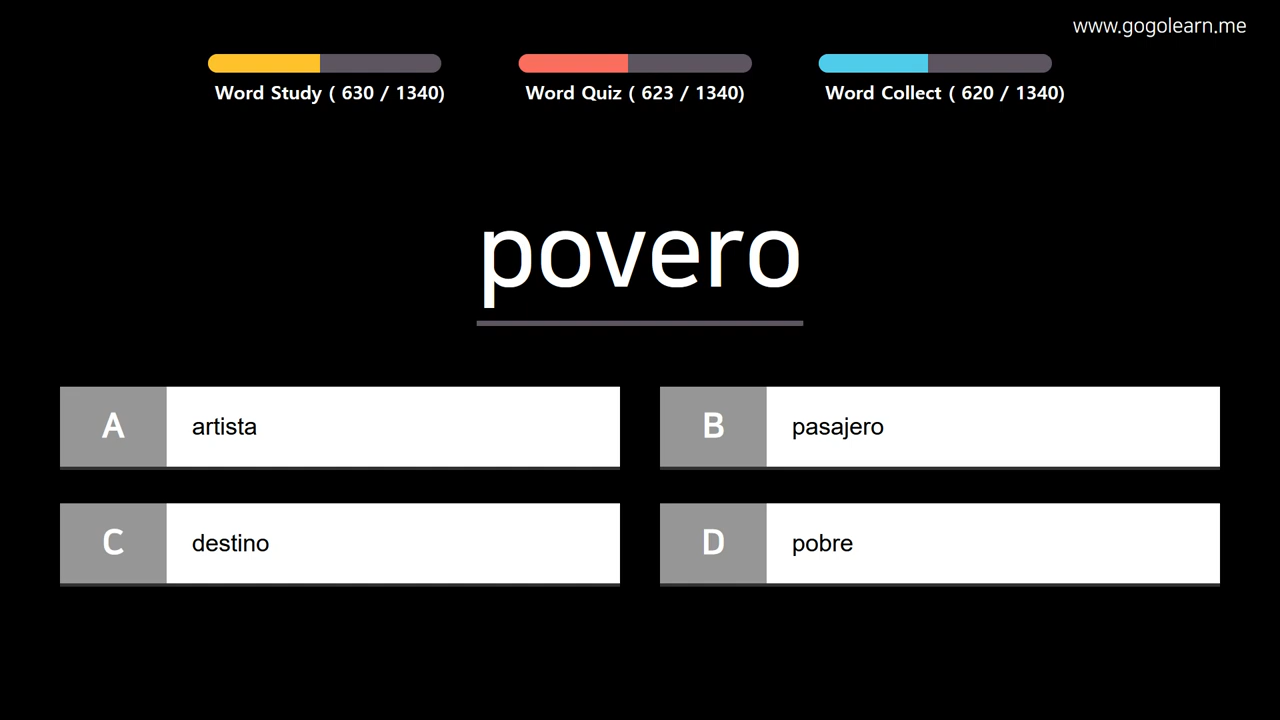 www.gogolearn.me
Word Study ( 630 / 1340)
Word Quiz ( 623 / 1340)
Word Collect ( 620 / 1340)
povero
A artista
B pasajero
C destino
D pobre